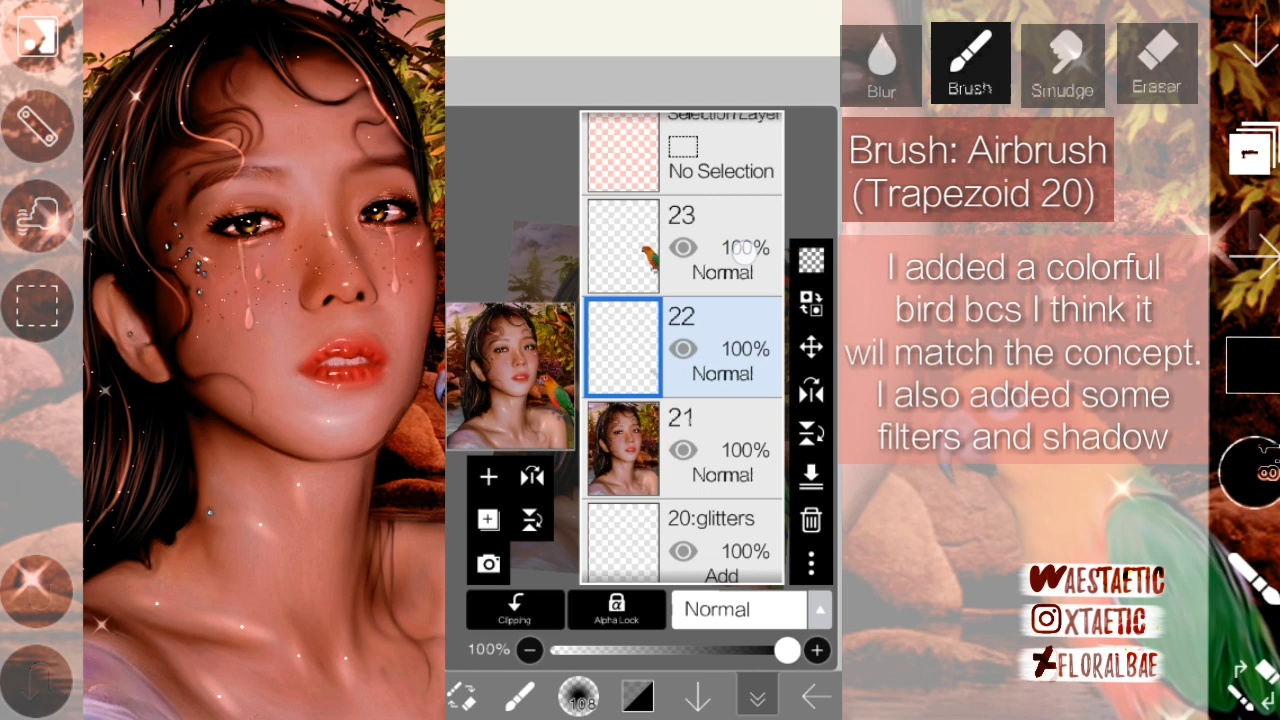 Selection Layer
No Selection
23
100%
Normal
22
100%
Normal
21
100%
Normal
20:glitters
100%
Add
Clipping
Alpha Lock
Normal
100%
108
Blur
Brush
Smudge
Eraser
Brush: Airbrush
(Trapezoid 20)
I added a colorful
bird bcs I think it
wil match the concept.
I also added some
filters and shadow
WAESTAETIC
XTAETIC
FLORALBAE